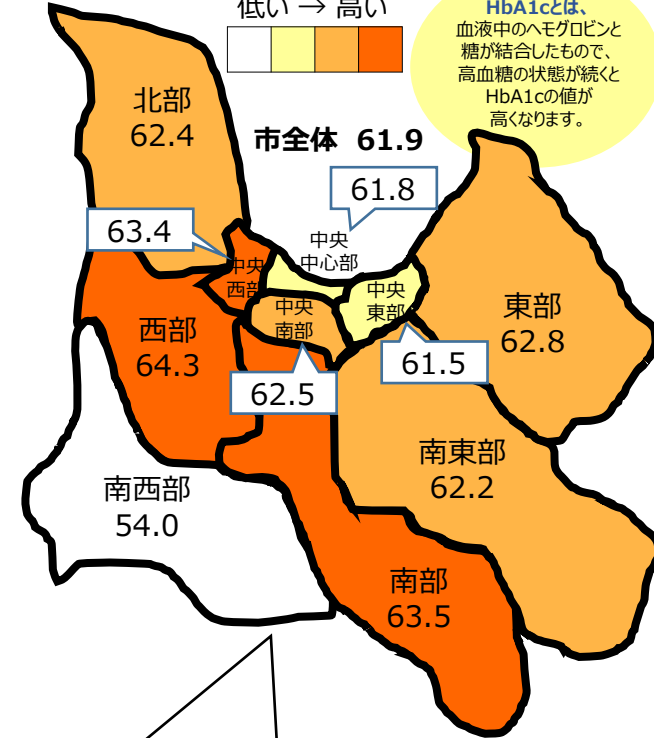 低い → 高い
HbA1cとは、
血液中のヘモグロビンと
糖が結合したもので、
高血糖の状態が続くと
HbA1cの値が
高くなります。
北部
62.4
市全体 61.9
61.8
63.4
中央
中心部
中央
西部
中央
南部
中央
東部
東部
62.8
西部
64.3
61.5
62.5
南東部
62.2
南西部
54.0
南部
63.5